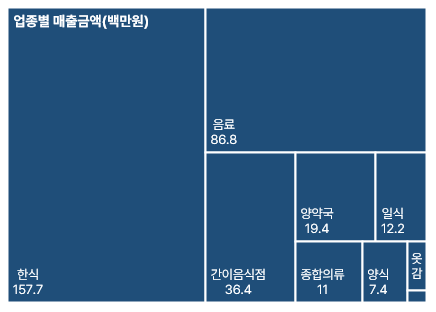 업종별 매출금액(백만원)
한식
157.7
음료
86.8
간이음식점
36.4
양약국
19.4
일식
12.2
종합의류
11
양식
7.4
옷
감